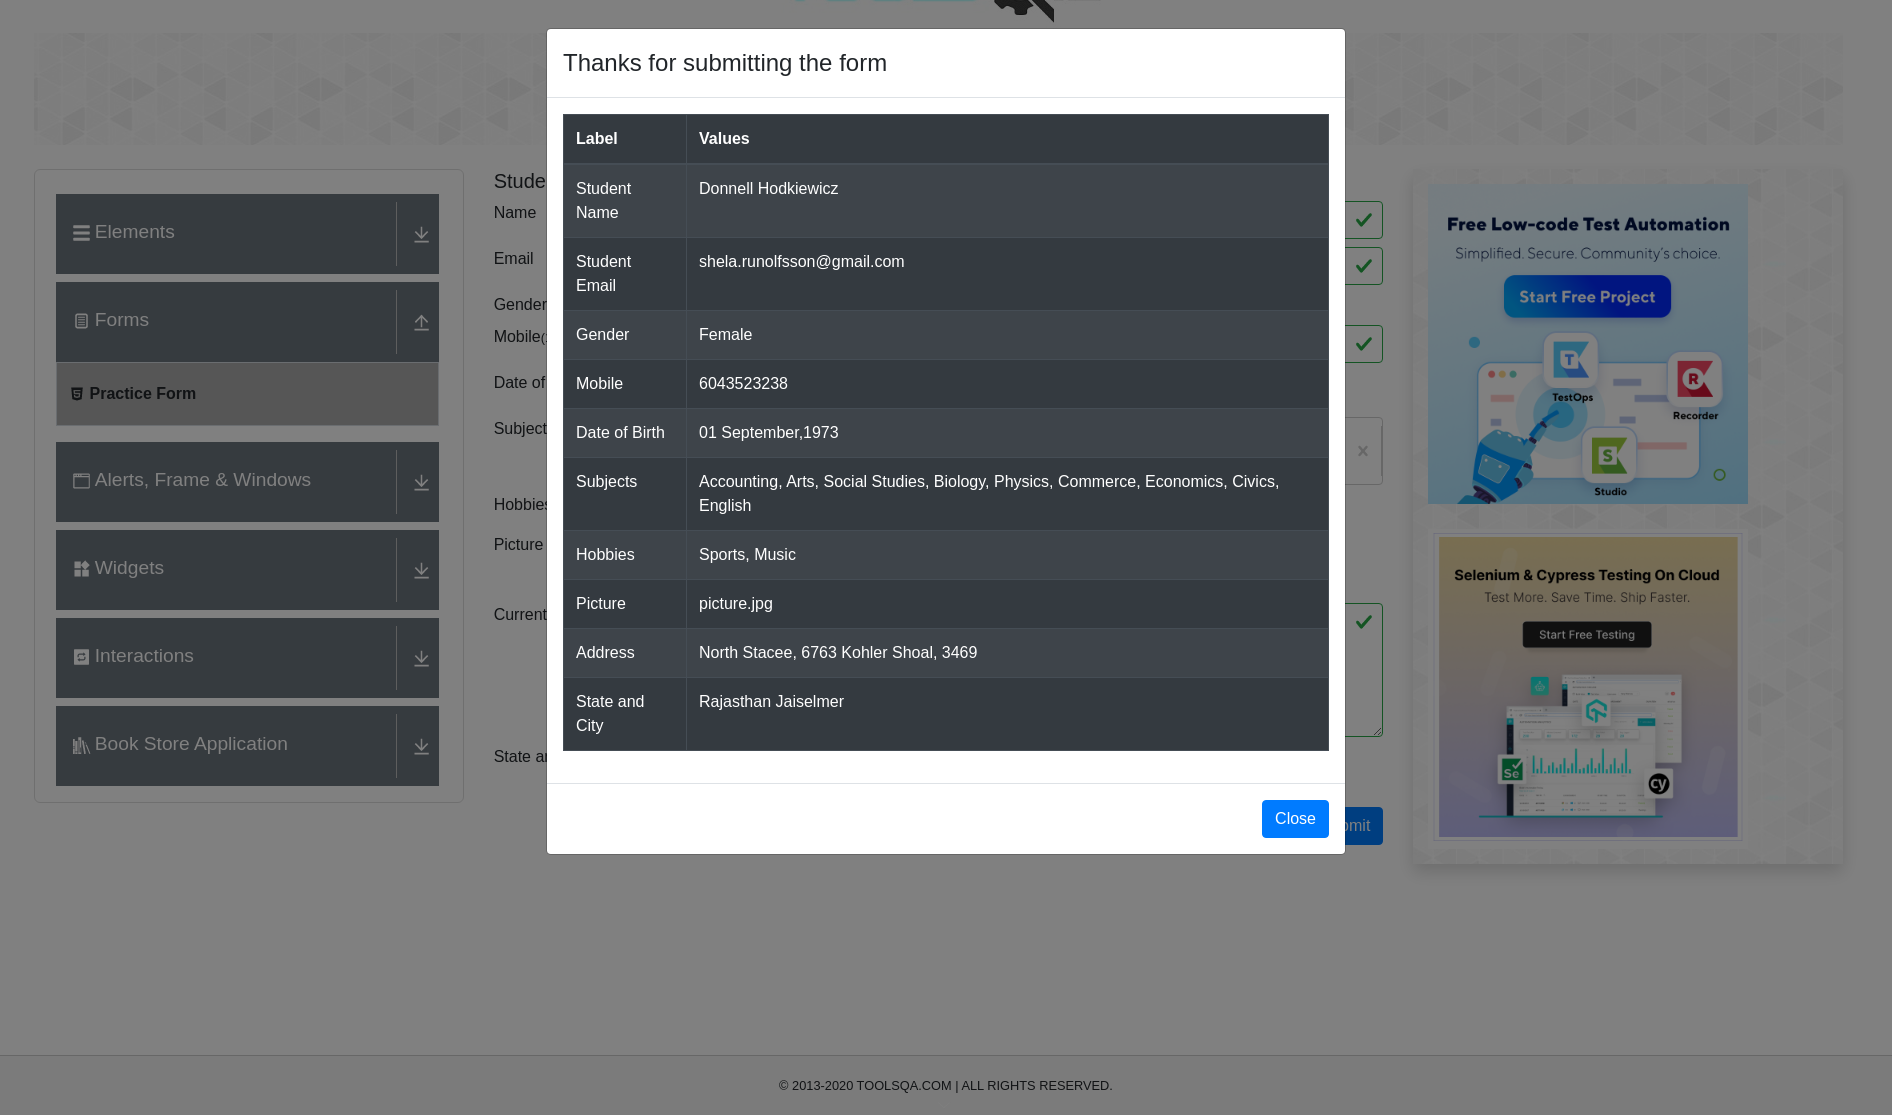 Thanks for submitting the form
Label Values
Student Name Donnell Hodkiewicz
Student Email shela.runolfsson@gmail.com
Gender Female
Mobile 6043523238
Date of Birth 01 September,1973
Subjects Accounting, Arts, Social Studies, Biology, Physics, Commerce, Economics, Civics,
English
Hobbies Sports, Music
Picture picture.jpg
Address North Stacee, 6763 Kohler Shoal, 3469
State and City Rajasthan Jaiselmer
Close
Elements
Forms
Practice Form
Alerts, Frame & Windows
Widgets
Interactions
Book Store Application
Stude
Name
Email
Gender
Mobile(
Date of
Subject
Hobbies
Picture
Current
State a
mit
Free Low-code Test Automation
Simplified. Secure. Community's choice.
Start Free Project
TestOps
Recorder
Studio
Selenium & Cypress Testing On Cloud
Test More. Save Time. Ship Faster.
Start Free Testing
Se
cy
© 2013-2020 TOOLSQA.COM | ALL RIGHTS RESERVED.